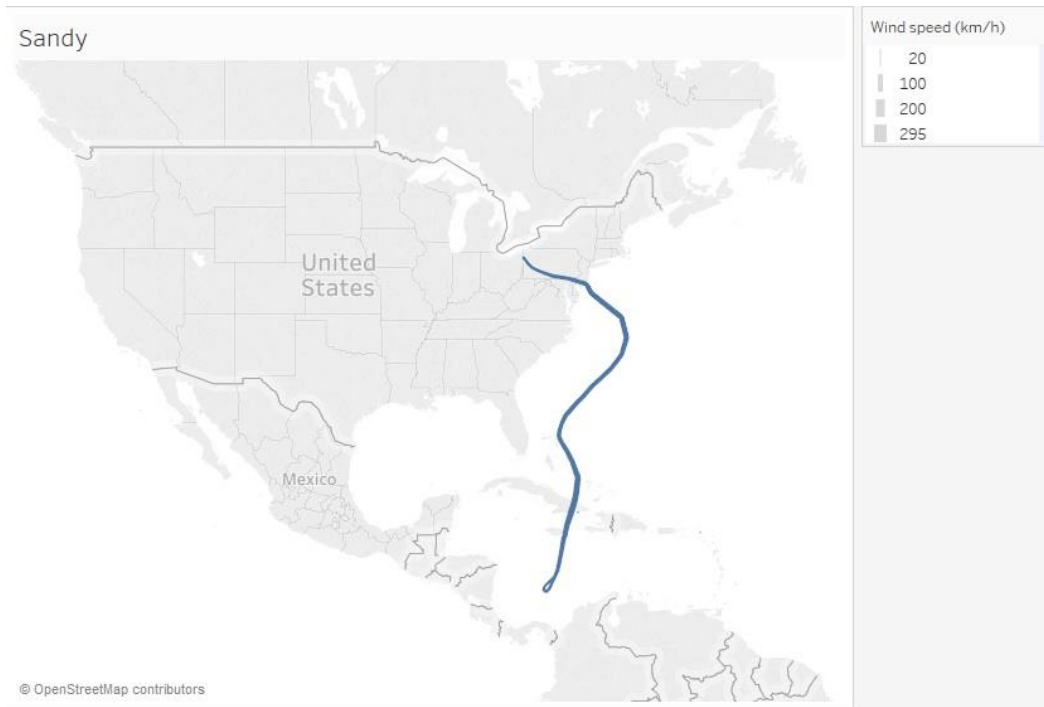 Sandy
Wind speed (km/h)
20
100
200
295
United
States
Mexico
© OpenStreetMap contributors